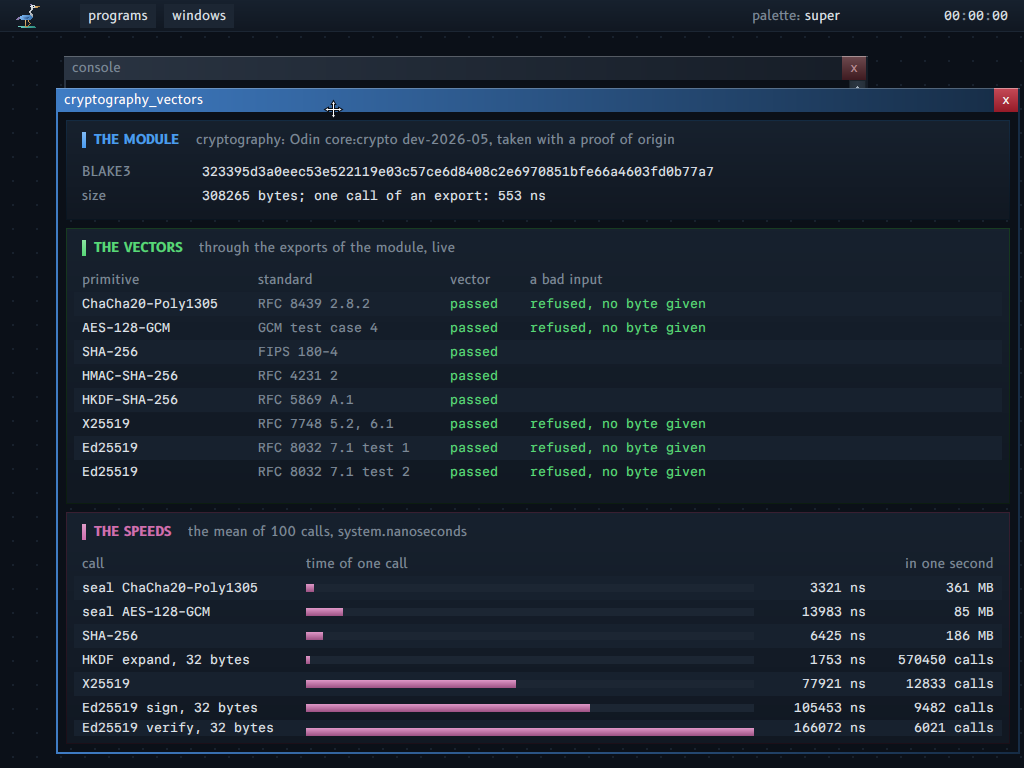 programs windows palette: super 00:00:00
console x
cryptography_vectors x
THE MODULE cryptography: Odin core:crypto dev-2026-05, taken with a proof of origin
BLAKE3 323395d3a0eec53e522119e03c57ce6d8408c2e6970851bfe66a4603fd0b77a7
size 308265 bytes; one call of an export: 553 ns
THE VECTORS through the exports of the module, live
primitive standard vector a bad input
ChaCha20-Poly1305 RFC 8439 2.8.2 passed refused, no byte given
AES-128-GCM GCM test case 4 passed refused, no byte given
SHA-256 FIPS 180-4 passed
HMAC-SHA-256 RFC 4231 2 passed
HKDF-SHA-256 RFC 5869 A.1 passed
X25519 RFC 7748 5.2, 6.1 passed refused, no byte given
Ed25519 RFC 8032 7.1 test 1 passed refused, no byte given
Ed25519 RFC 8032 7.1 test 2 passed refused, no byte given
THE SPEEDS the mean of 100 calls, system.nanoseconds
call time of one call in one second
seal ChaCha20-Poly1305 3321 ns 361 MB
seal AES-128-GCM 13983 ns 85 MB
SHA-256 6425 ns 186 MB
HKDF expand, 32 bytes 1753 ns 570450 calls
X25519 77921 ns 12833 calls
Ed25519 sign, 32 bytes 105453 ns 9482 calls
Ed25519 verify, 32 bytes 166072 ns 6021 calls